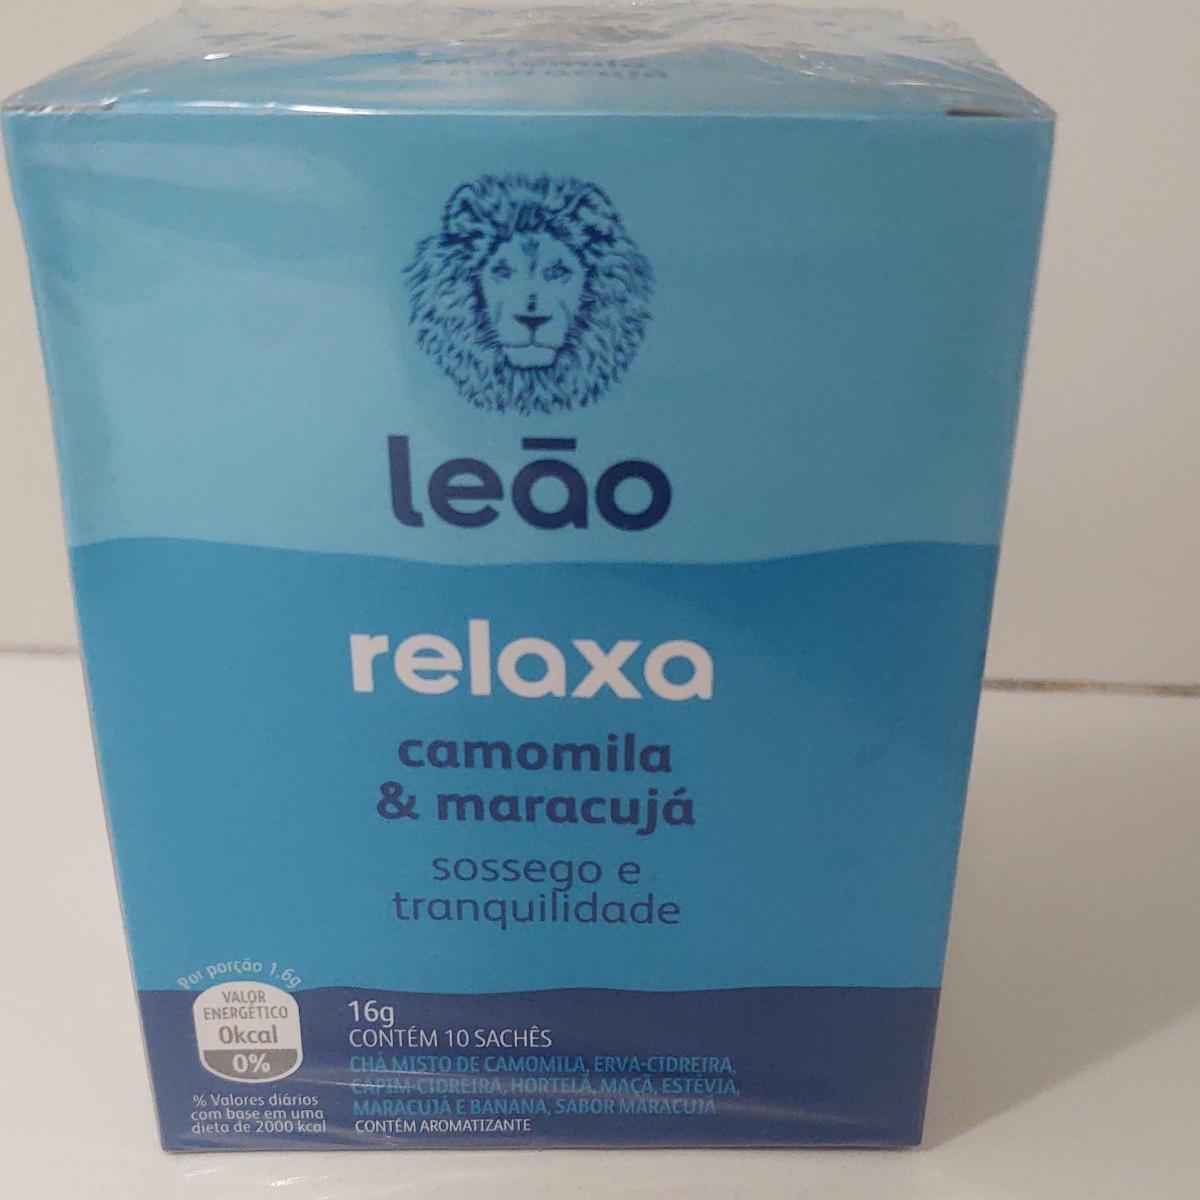 & maracujá
leão
relaxa
camomila
& maracujá
sossego e
tranquilidade
Por porção 1,6g
VALOR
ENERGÉTICO
0kcal
0%
% Valores diários
com base em uma
dieta de 2000 kcal
16g
CONTÉM 10 SACHÊS
CHÁ MISTO DE CAMOMILA, ERVA-CIDREIRA,
CAPIM-CIDREIRA, HORTELÃ, MAÇÃ, ESTÉVIA,
MARACUJÁ E BANANA, SABOR MARACUJÁ
CONTÉM AROMATIZANTE